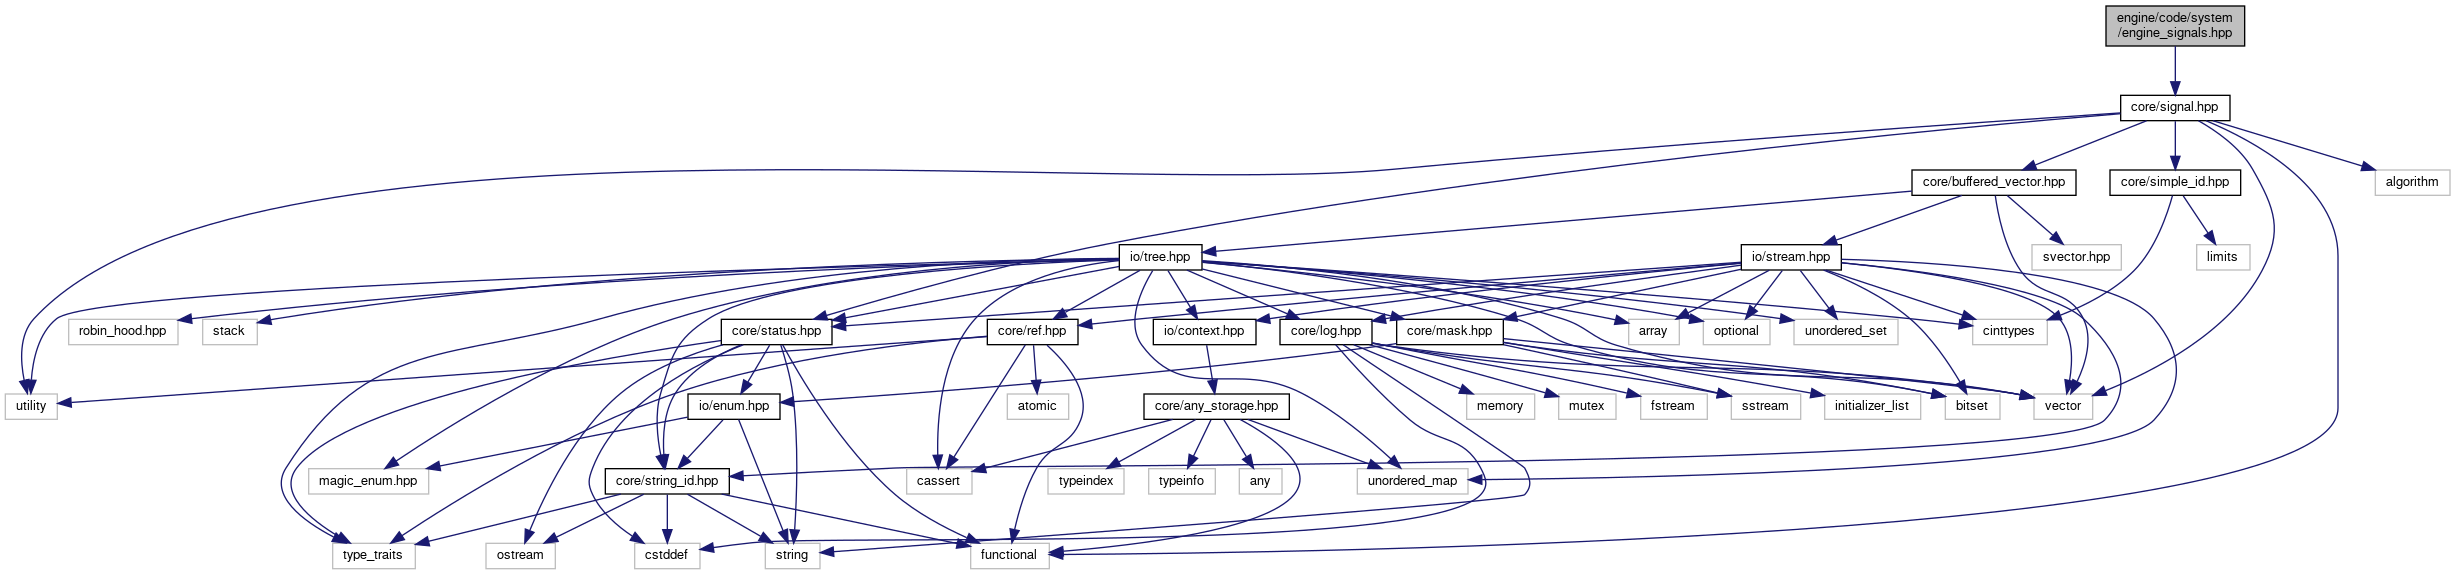 engine/code/system
/engine_signals.hpp
core/signal.hpp
core/buffered_vector.hpp
core/simple_id.hpp
algorithm
io/tree.hpp
io/stream.hpp
svector.hpp
limits
robin_hood.hpp
stack
core/status.hpp
core/ref.hpp
io/context.hpp
core/log.hpp
core/mask.hpp
array
optional
unordered_set
cinttypes
utility
io/enum.hpp
atomic
core/any_storage.hpp
memory
mutex
fstream
sstream
initializer_list
bitset
vector
magic_enum.hpp
core/string_id.hpp
cassert
typeindex
typeinfo
any
unordered_map
type_traits
ostream
cstddef
string
functional